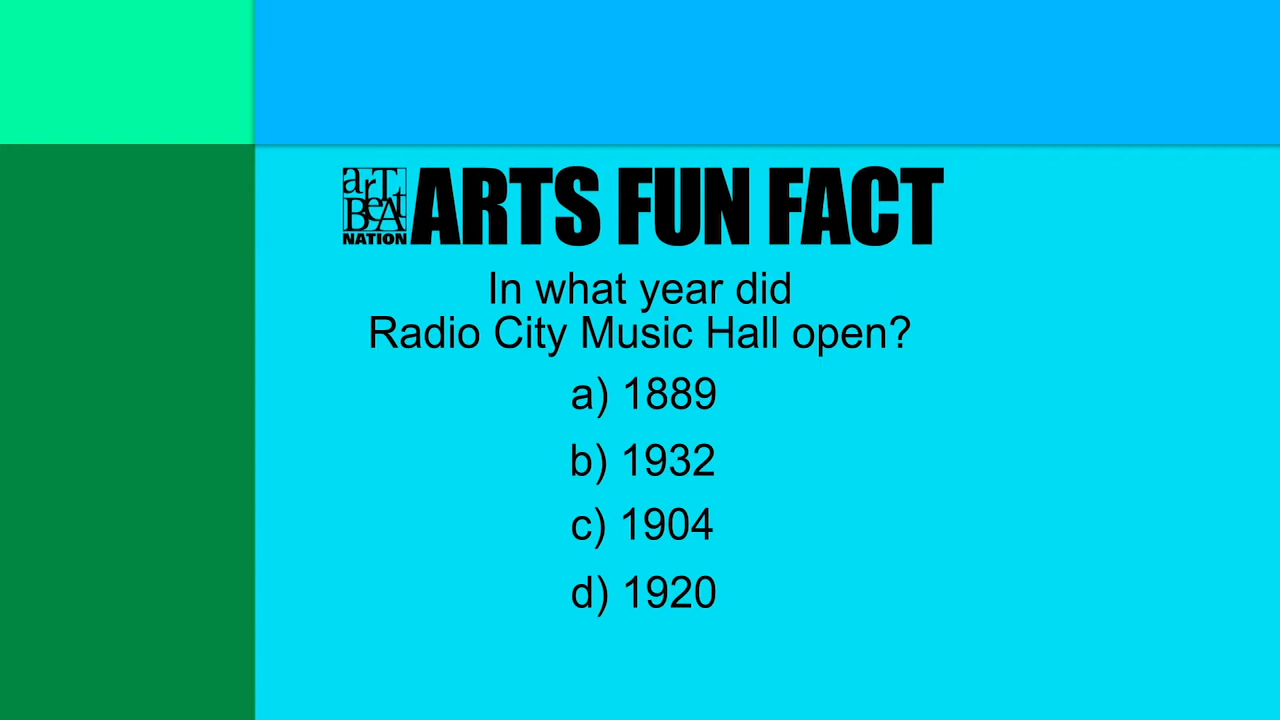 arT
BeAt
NATION
ARTS FUN FACT
In what year did
Radio City Music Hall open?
a) 1889
b) 1932
c) 1904
d) 1920